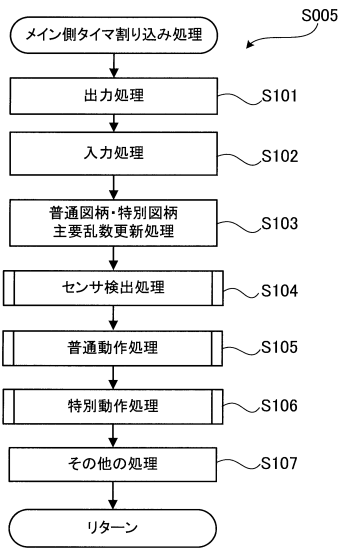 S005
メイン側タイマ割り込み処理
出力処理
S101
入力処理
S102
普通図柄・特別図柄
主要乱数更新処理
S103
センサ検出処理
S104
普通動作処理
S105
特別動作処理
S106
その他の処理
S107
リターン